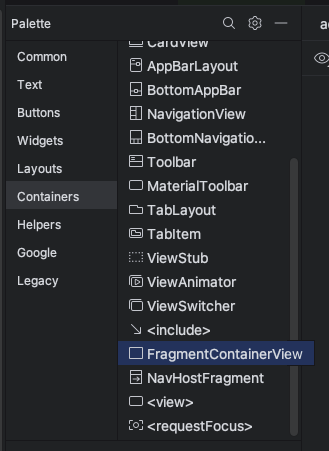 Palette
Common
Text
Buttons
Widgets
Layouts
Containers
Helpers
Google
Legacy
CardView
AppBarLayout
BottomAppBar
NavigationView
BottomNavigatio...
Toolbar
MaterialToolbar
TabLayout
TabItem
ViewStub
ViewAnimator
ViewSwitcher
<include>
FragmentContainerView
NavHostFragment
<view>
<requestFocus>